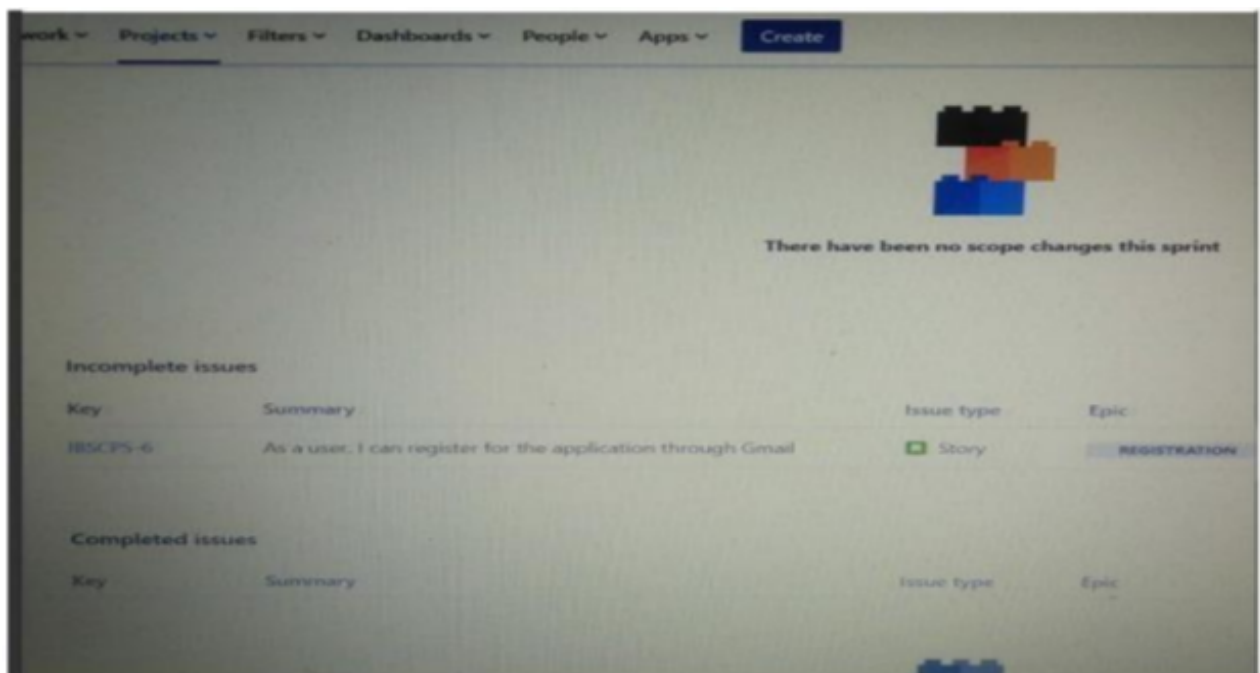 work Projects Filters Dashboards People Apps Create
There have been no scope changes this sprint
Incomplete issues
Key Summary Issue type Epic
IBSCPS-6 As a user, I can register for the application through Gmail Story REGISTRATION
Completed issues
Key Summary Issue type Epic